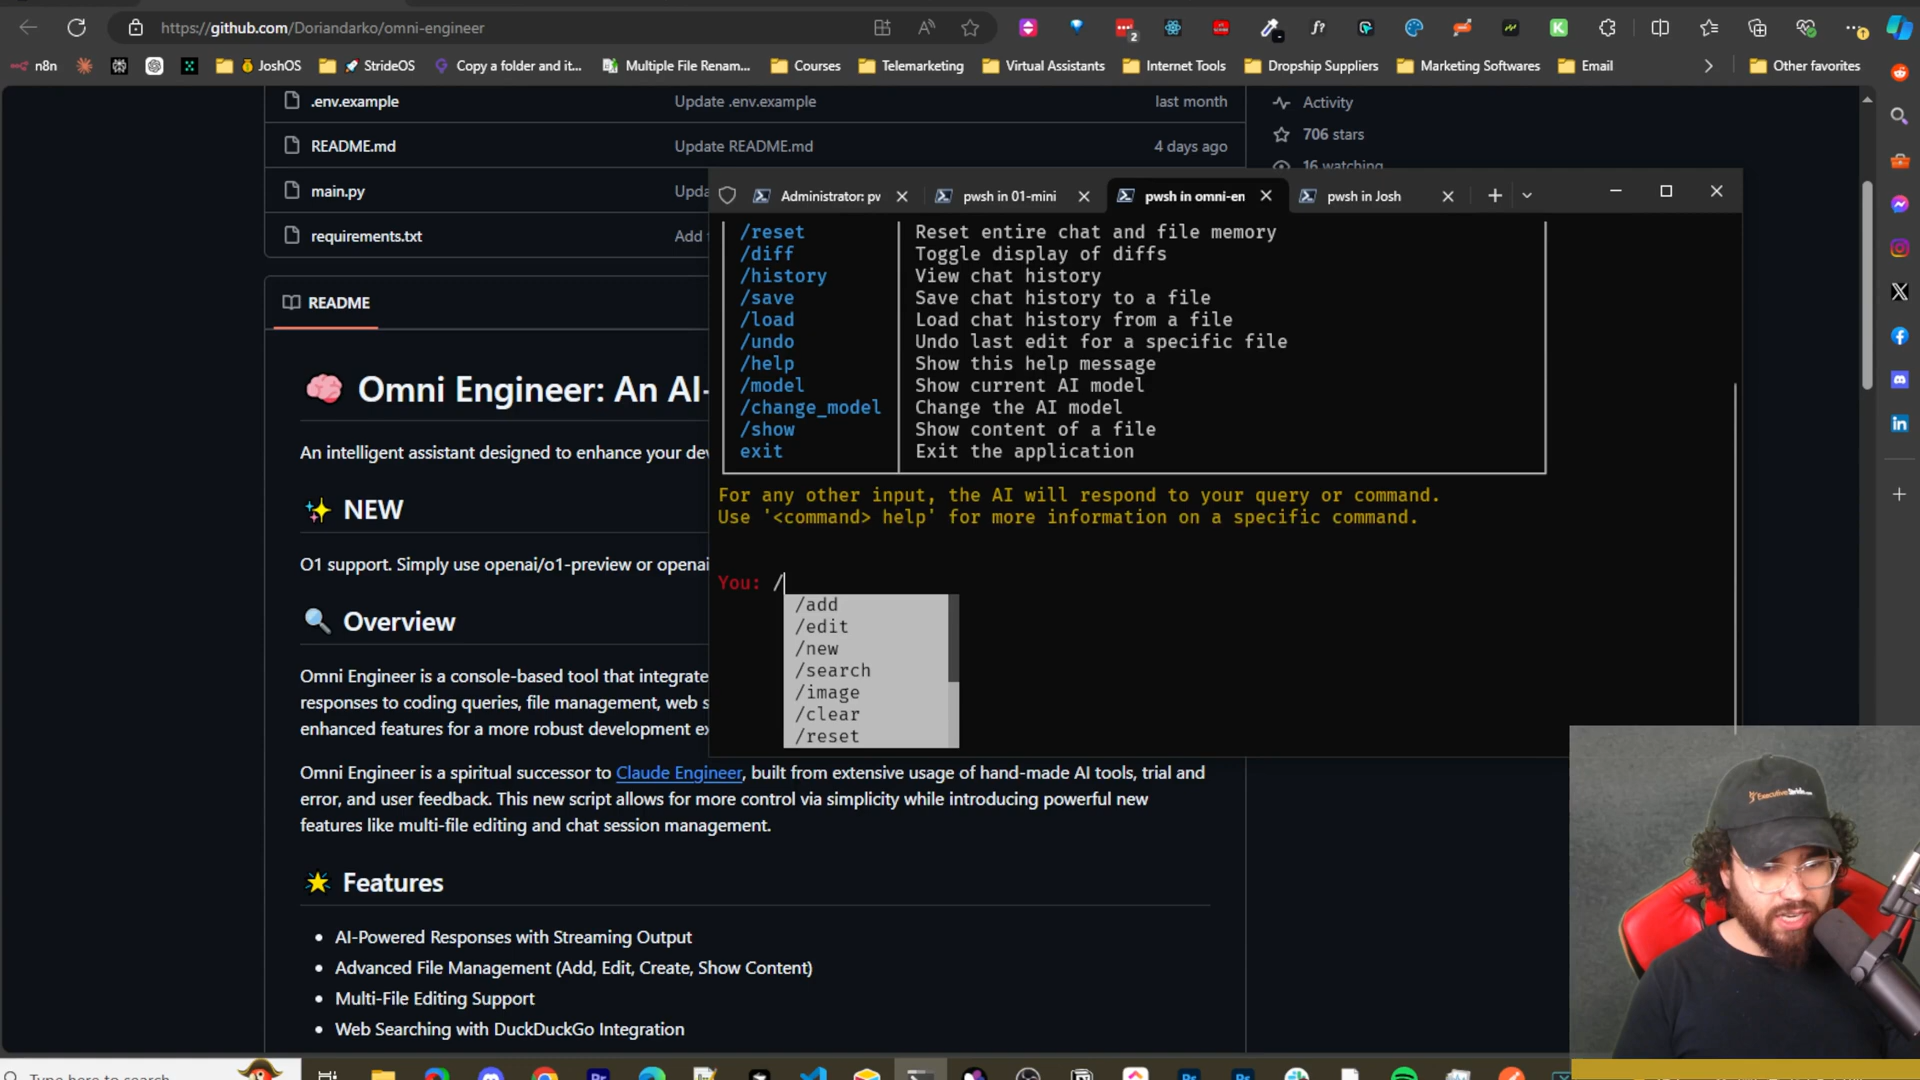 https://github.com/Doriandarko/omni-engineer
n8n
JoshOS
StrideOS
Copy a folder and it...
Multiple File Renam...
Courses
Telemarketing
Virtual Assistants
Internet Tools
Dropship Suppliers
Marketing Softwares
Email
Other favorites
.env.example
Update .env.example
last month
Activity
README.md
Update README.md
4 days ago
706 stars
16 watching
main.py
Upda
requirements.txt
Add
README
Omni Engineer: An AI-
An intelligent assistant designed to enhance your dev
NEW
O1 support. Simply use openai/o1-preview or openai
Overview
Omni Engineer is a console-based tool that integrate
responses to coding queries, file management, web s
enhanced features for a more robust development ex
Omni Engineer is a spiritual successor to Claude Engineer, built from extensive usage of hand-made AI tools, trial and
error, and user feedback. This new script allows for more control via simplicity while introducing powerful new
features like multi-file editing and chat session management.
Features
AI-Powered Responses with Streaming Output
Advanced File Management (Add, Edit, Create, Show Content)
Multi-File Editing Support
Web Searching with DuckDuckGo Integration
Administrator: pv
pwsh in 01-mini
pwsh in omni-en
pwsh in Josh
/reset Reset entire chat and file memory
/diff Toggle display of diffs
/history View chat history
/save Save chat history to a file
/load Load chat history from a file
/undo Undo last edit for a specific file
/help Show this help message
/model Show current AI model
/change_model Change the AI model
/show Show content of a file
exit Exit the application
For any other input, the AI will respond to your query or command.
Use '<command> help' for more information on a specific command.
You: /
/add
/edit
/new
/search
/image
/clear
/reset
Type here to search